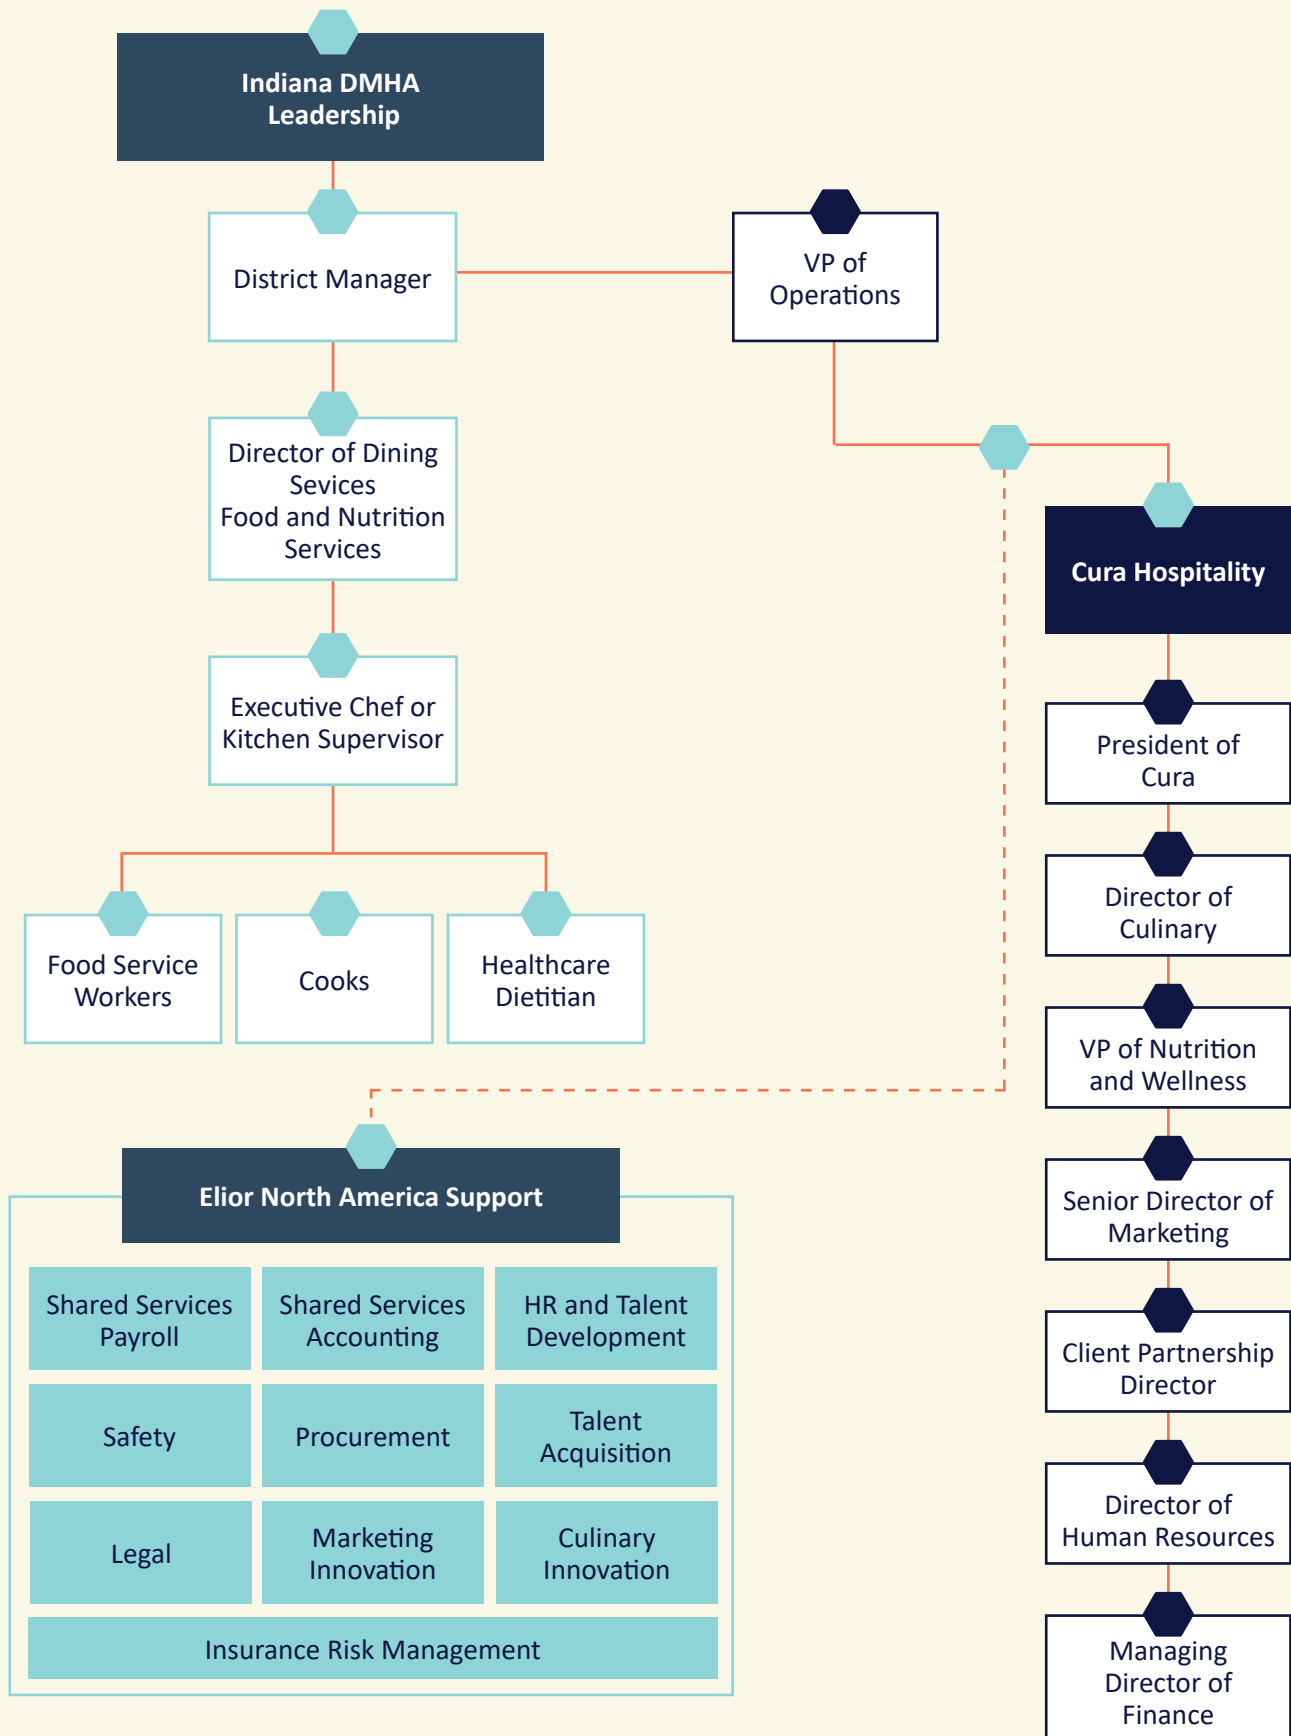 Indiana DMHA
Leadership
District Manager
VP of
Operations
Director of Dining
Sevices
Food and Nutrition
Services
Cura Hospitality
Executive Chef or
Kitchen Supervisor
President of
Cura
Director of
Culinary
Food Service
Workers
Cooks
Healthcare
Dietitian
VP of Nutrition
and Wellness
Elior North America Support
Senior Director of
Marketing
Shared Services
Payroll
Shared Services
Accounting
HR and Talent
Development
Client Partnership
Director
Safety
Procurement
Talent
Acquisition
Director of
Human Resources
Legal
Marketing
Innovation
Culinary
Innovation
Insurance Risk Management
Managing
Director of
Finance